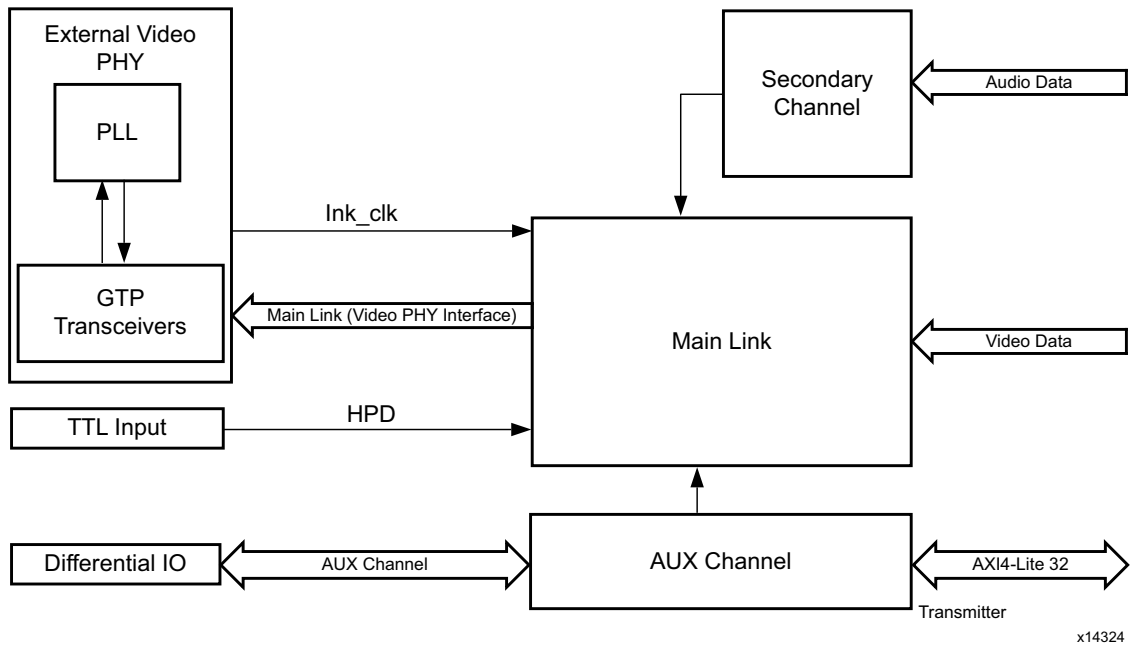 External Video
PHY
PLL
GTP
Transceivers
lnk_clk
Main Link (Video PHY Interface)
TTL Input
HPD
Secondary
Channel
Audio Data
Main Link
Video Data
Differential IO
AUX Channel
AUX Channel
AXI4-Lite 32
Transmitter
x14324